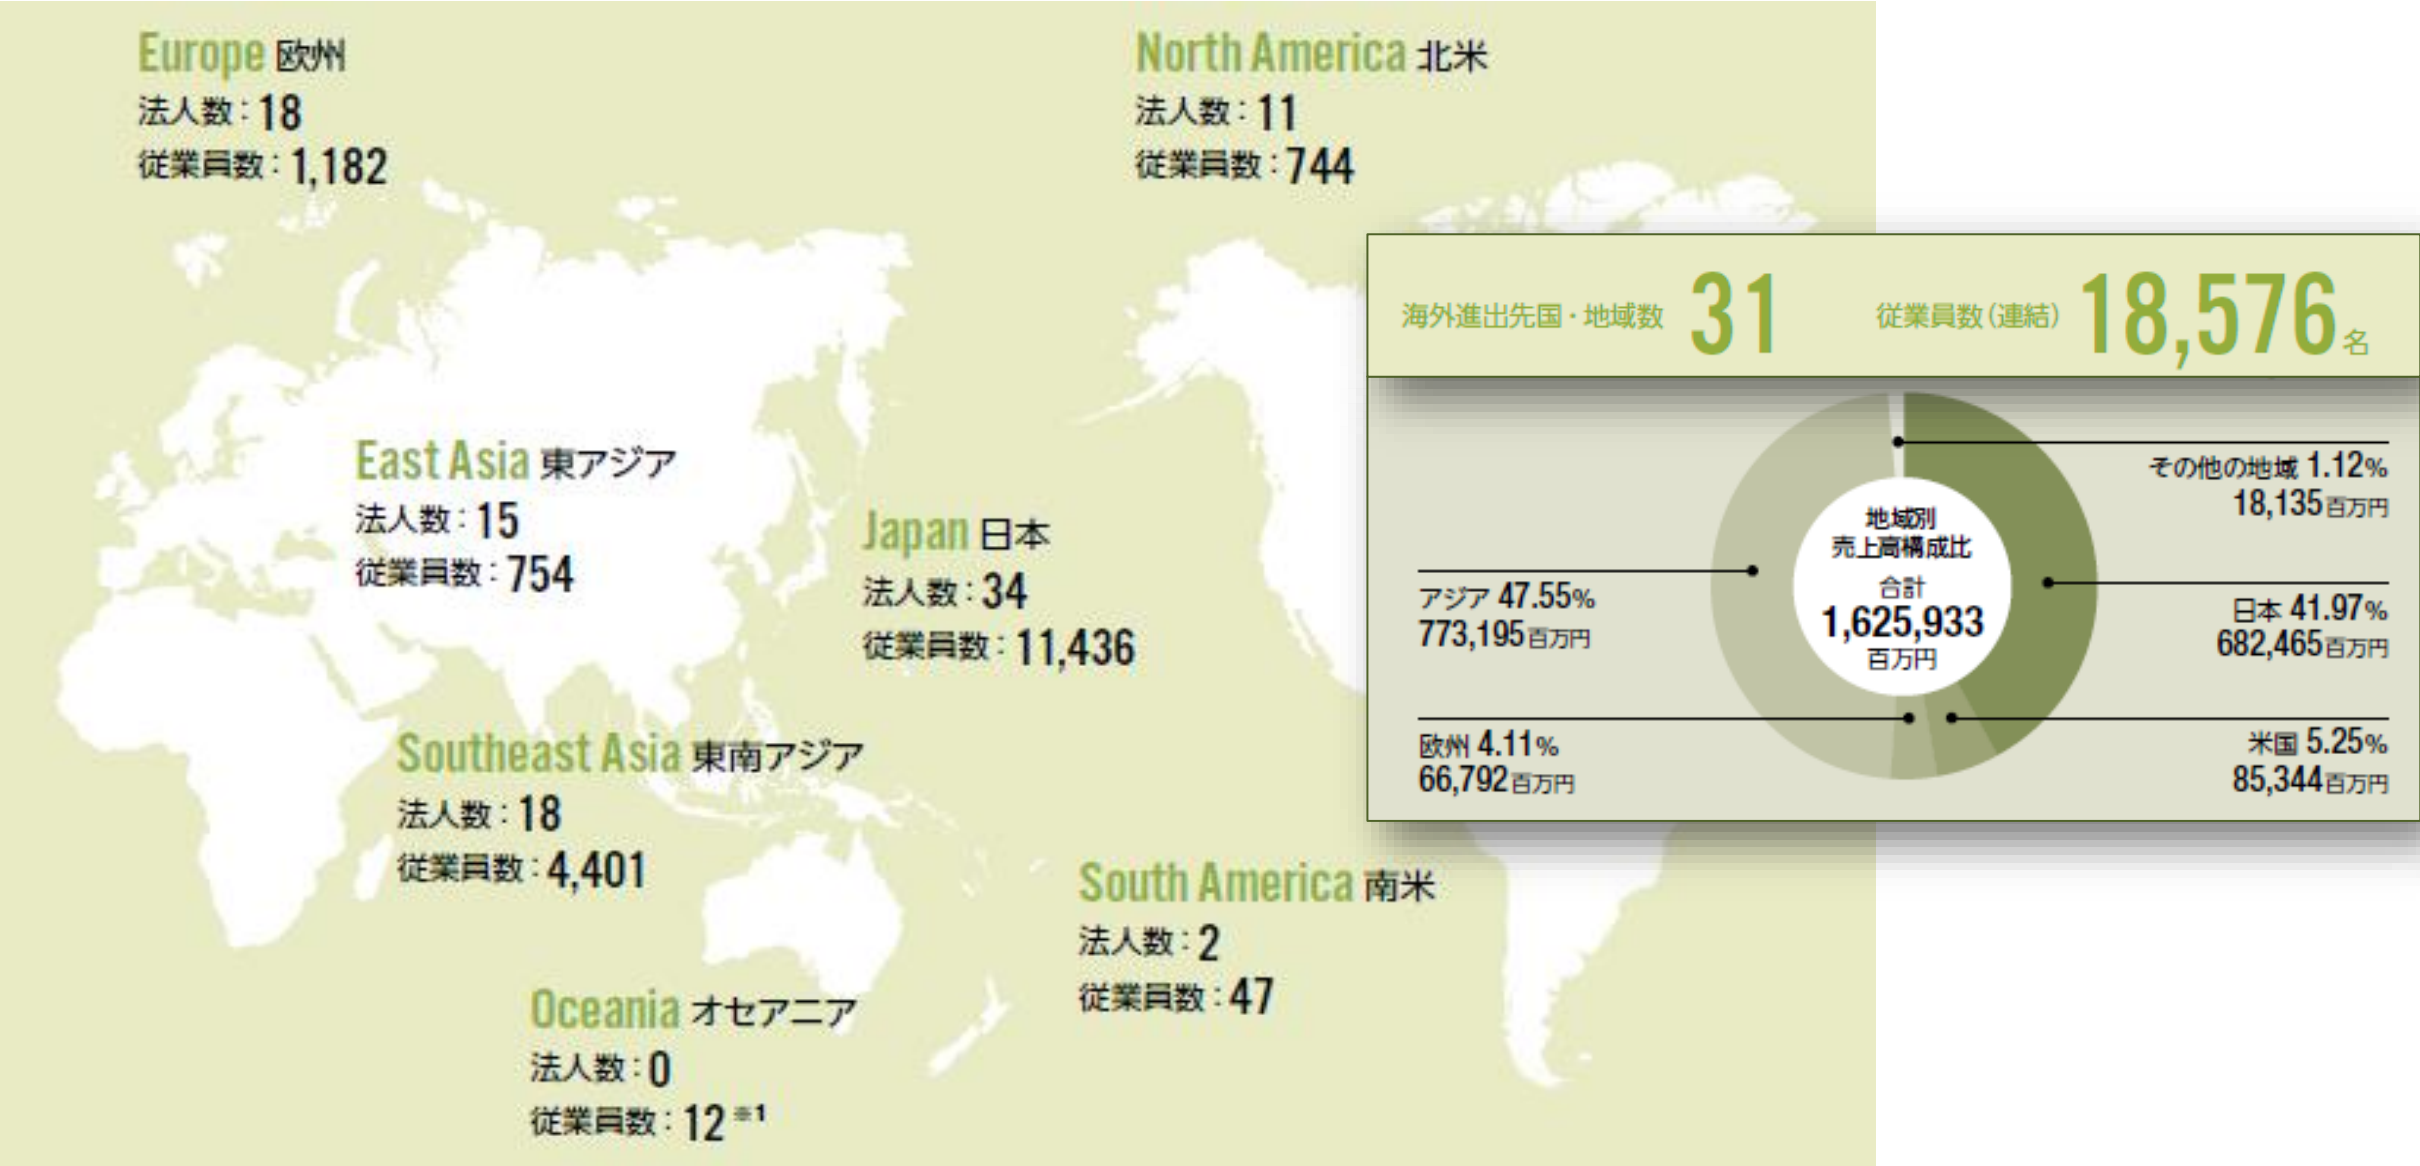 Europe 欧州
法人数：18
従業員数：1,182
North America 北米
法人数：11
従業員数：744
East Asia 東アジア
法人数：15
従業員数：754
Japan 日本
法人数：34
従業員数：11,436
Southeast Asia 東南アジア
法人数：18
従業員数：4,401
South America 南米
法人数：2
従業員数：47
Oceania オセアニア
法人数：0
従業員数：12 ※1
海外進出先国・地域数 31 従業員数（連結） 18,576名
地域別
売上高構成比
合計
1,625,933
百万円
その他の地域 1.12%
18,135百万円
アジア 47.55%
773,195百万円
日本 41.97%
682,465百万円
欧州 4.11%
66,792百万円
米国 5.25%
85,344百万円